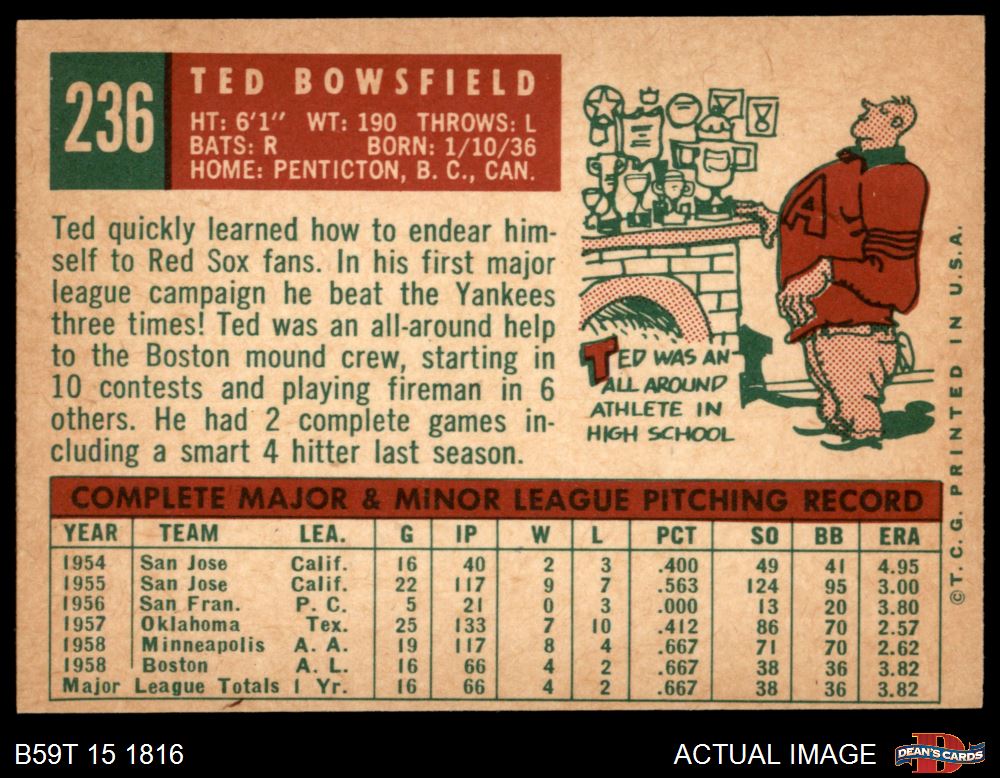 236
TED BOWSFIELD
HT: 6'1" WT: 190 THROWS: L
BATS: R BORN: 1/10/36
HOME: PENTICTON, B. C., CAN.
Ted quickly learned how to endear him-
self to Red Sox fans. In his first major
league campaign he beat the Yankees
three times! Ted was an all-around help
to the Boston mound crew, starting in
10 contests and playing fireman in 6
others. He had 2 complete games in-
cluding a smart 4 hitter last season.
A
TED WAS AN
ALL AROUND
ATHLETE IN
HIGH SCHOOL
COMPLETE MAJOR & MINOR LEAGUE PITCHING RECORD
YEAR TEAM LEA. G IP W L PCT SO BB ERA
1954 San Jose Calif. 16 40 2 3 .400 49 41 4.95
1955 San Jose Calif. 22 117 9 7 .563 124 95 3.00
1956 San Fran. P. C. 5 21 0 3 .000 13 20 3.80
1957 Oklahoma Tex. 25 133 7 10 .412 86 70 2.57
1958 Minneapolis A. A. 19 117 8 4 .667 71 70 2.62
1958 Boston A. L. 16 66 4 2 .667 38 36 3.82
Major League Totals 1 Yr. 16 66 4 2 .667 38 36 3.82
© T. C. G. PRINTED IN U.S.A.
B59T 15 1816
ACTUAL IMAGE
DEAN'S CARDS